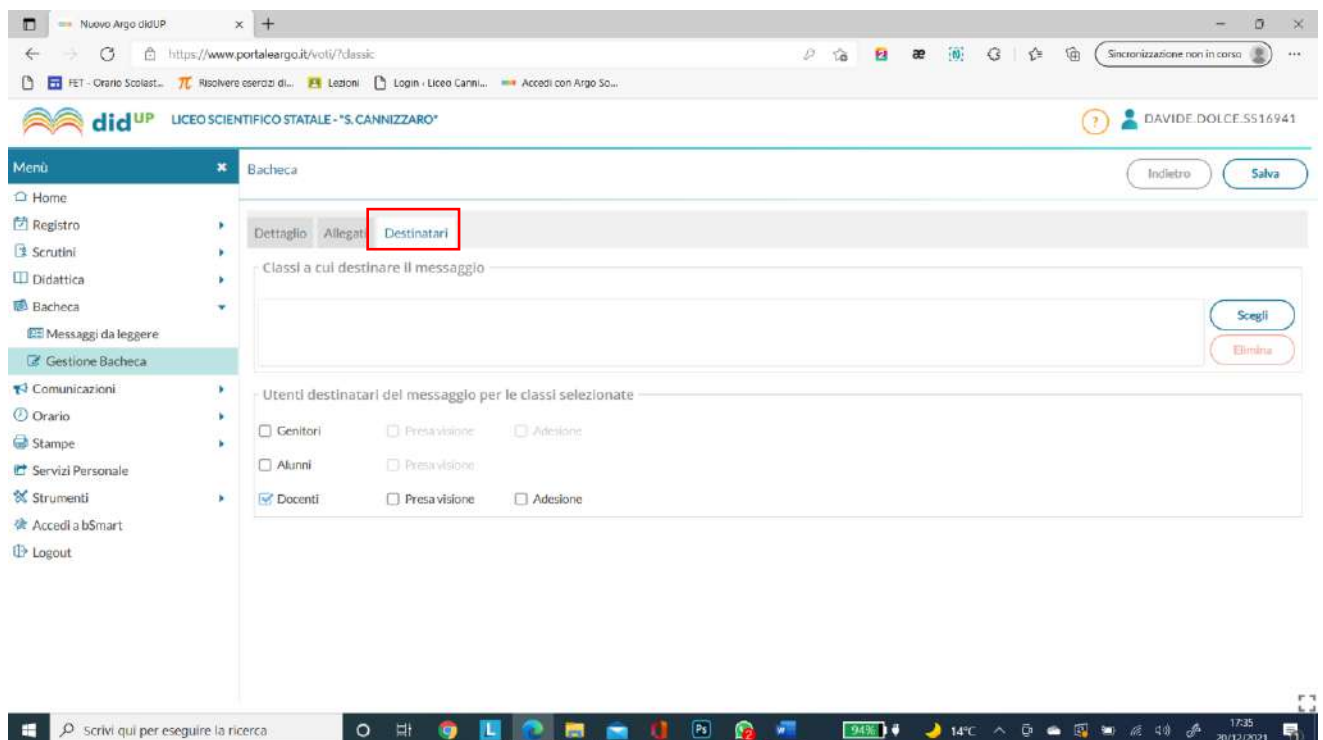 Nuovo Argo didUP
https://www.portaleargo.it/voti/?classic
Sincronizzazione non in corso
FET - Orario Scolast...
Risolvere esercizi di...
Lezioni
Login ‹ Liceo Canni...
Accedi con Argo So...
didUP LICEO SCIENTIFICO STATALE - "S. CANNIZZARO"
? DAVIDE.DOLCE.SS16941
Menù
Bacheca
Indietro
Salva
Home
Registro
Scrutini
Didattica
Bacheca
Messaggi da leggere
Gestione Bacheca
Comunicazioni
Orario
Stampe
Servizi Personale
Strumenti
Accedi a bSmart
Logout
Dettaglio Allegati Destinatari
Classi a cui destinare il messaggio
Scegli
Elimina
Utenti destinatari del messaggio per le classi selezionate
Genitori Presa visione Adesione
Alunni Presa visione
Docenti Presa visione Adesione
Scrivi qui per eseguire la ricerca
L
Ps
94%
14°C
17:35
20/12/2021